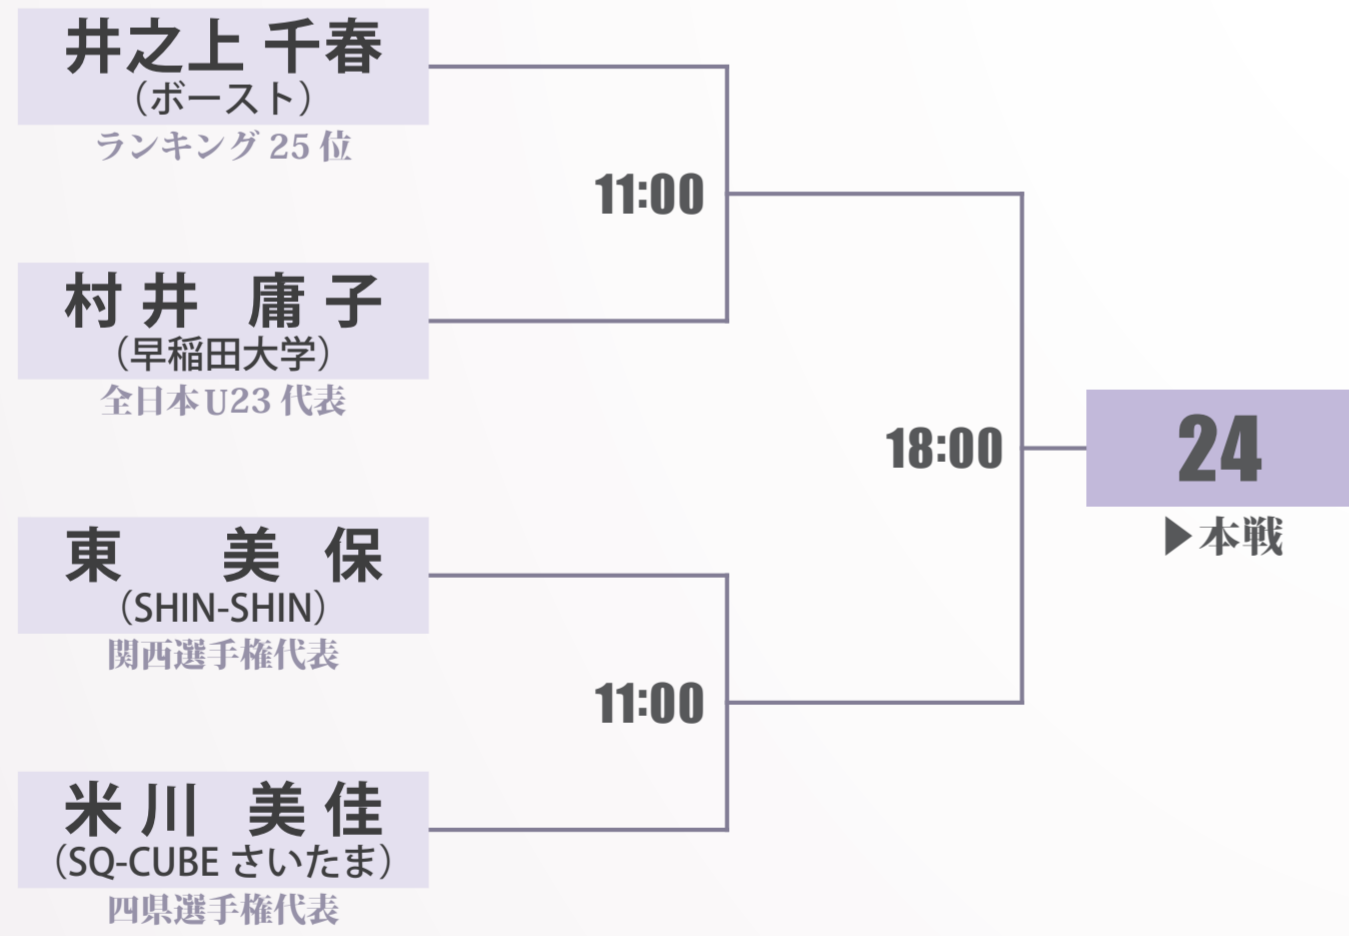 井之上 千春
（ボースト）
ランキング 25 位
11:00
村井 庸子
（早稲田大学）
全日本 U23 代表
18:00
24
▶本戦
東 美保
（SHIN-SHIN）
関西選手権代表
11:00
米川 美佳
（SQ-CUBE さいたま）
四県選手権代表